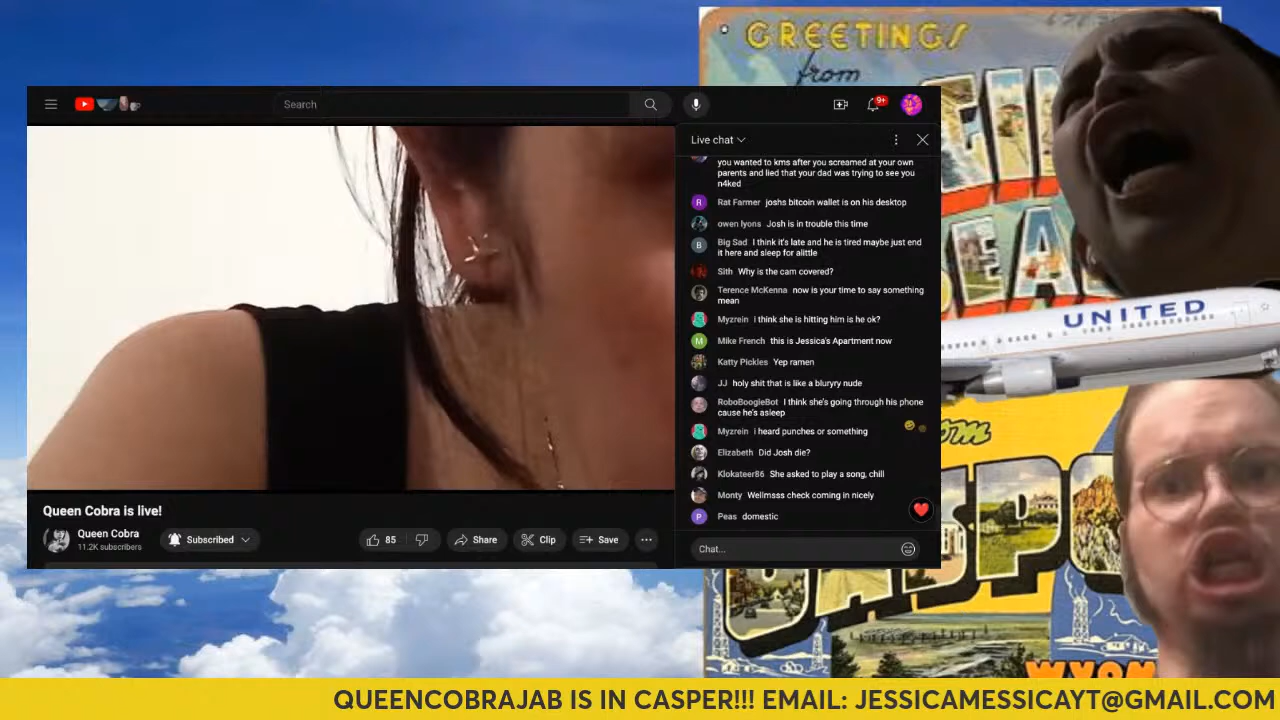 GREETINGS
from
Search
9+
Live chat
you wanted to kms after you screamed at your own
parents and lied that your dad was trying to see you
n4ked
R Rat Farmer joshs bitcoin wallet is on his desktop
owen lyons Josh is in trouble this time
B Big Sad I think it's late and he is tired maybe just end
it here and sleep for alittle
Sith Why is the cam covered?
Terence McKenna now is your time to say something
mean
Myzrein i think she is hitting him is he ok?
M Mike French this is Jessica's Apartment now
Katty Pickles Yep ramen
JJ holy shit that is like a bluryry nude
RoboBoogieBot I think she's going through his phone
cause he's asleep
Myzrein i heard punches or something
Elizabeth Did Josh die?
Klokateer86 She asked to play a song, chill
Monty Wellmsss check coming in nicely
P Peas domestic
Chat...
Queen Cobra is live!
Queen Cobra
11.2K subscribers
Subscribed
85
Share
Clip
Save
UNITED
WYOM
QUEENCOBRAJAB IS IN CASPER!!! EMAIL: JESSICAMESSICAYT@GMAIL.COM